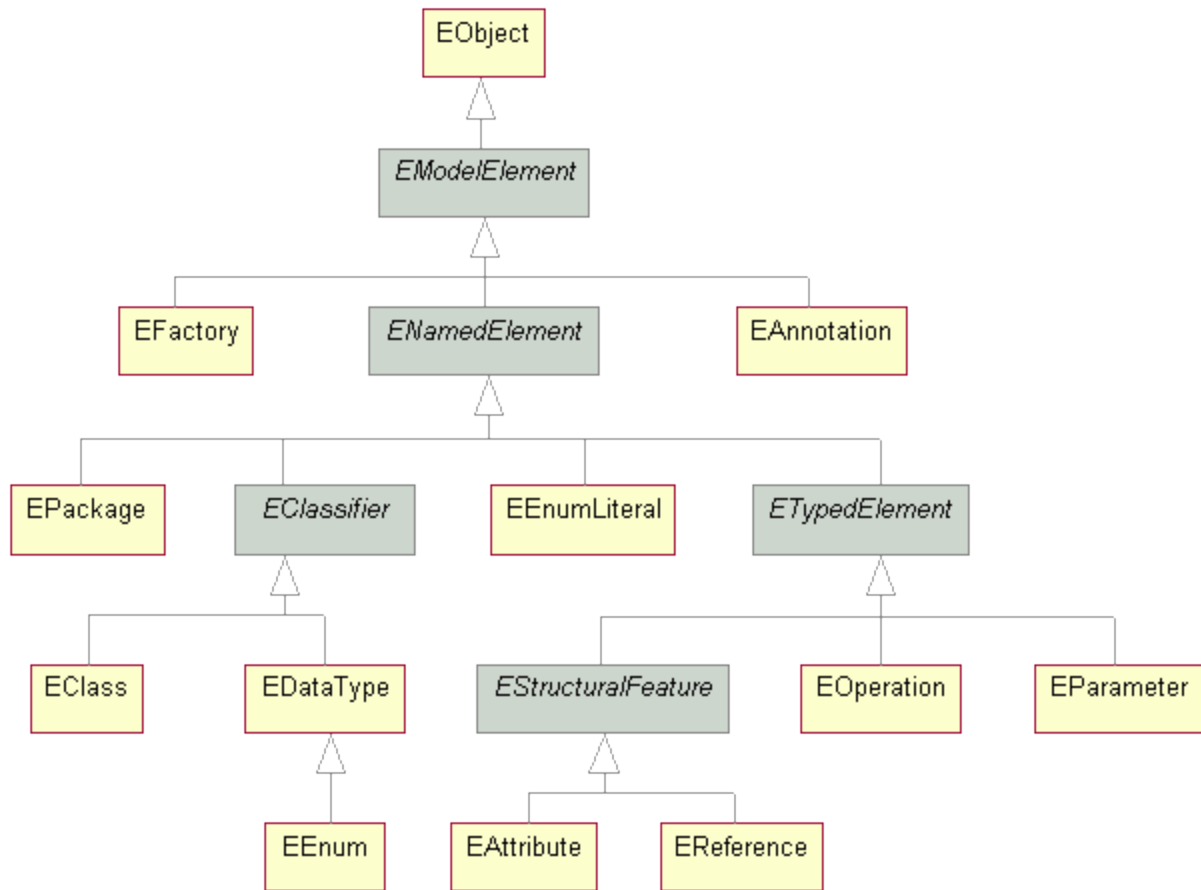 EObject
EModelElement
EFactory
ENamedElement
EAnnotation
EPackage
EClassifier
EEnumLiteral
ETypedElement
EClass
EDataType
EStructuralFeature
EOperation
EParameter
EEnum
EAttribute
EReference